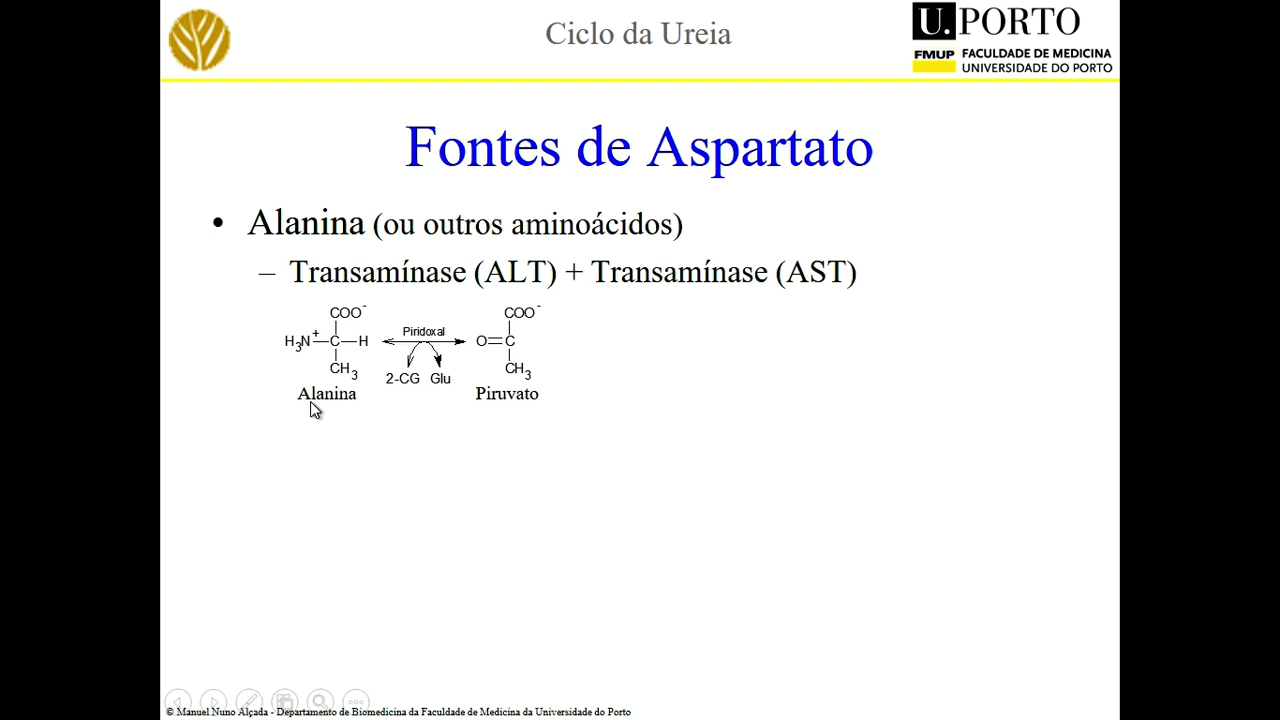 Ciclo da Ureia
U. PORTO
FMUP FACULDADE DE MEDICINA
UNIVERSIDADE DO PORTO
Fontes de Aspartato
• Alanina (ou outros aminoácidos)
– Transamínase (ALT) + Transamínase (AST)
COO- COO-
H3N+—C—H Piridoxal O=C
CH3 CH3
2-CG Glu
Alanina Piruvato
© Manuel Nuno Alçada - Departamento de Biomedicina da Faculdade de Medicina da Universidade do Porto